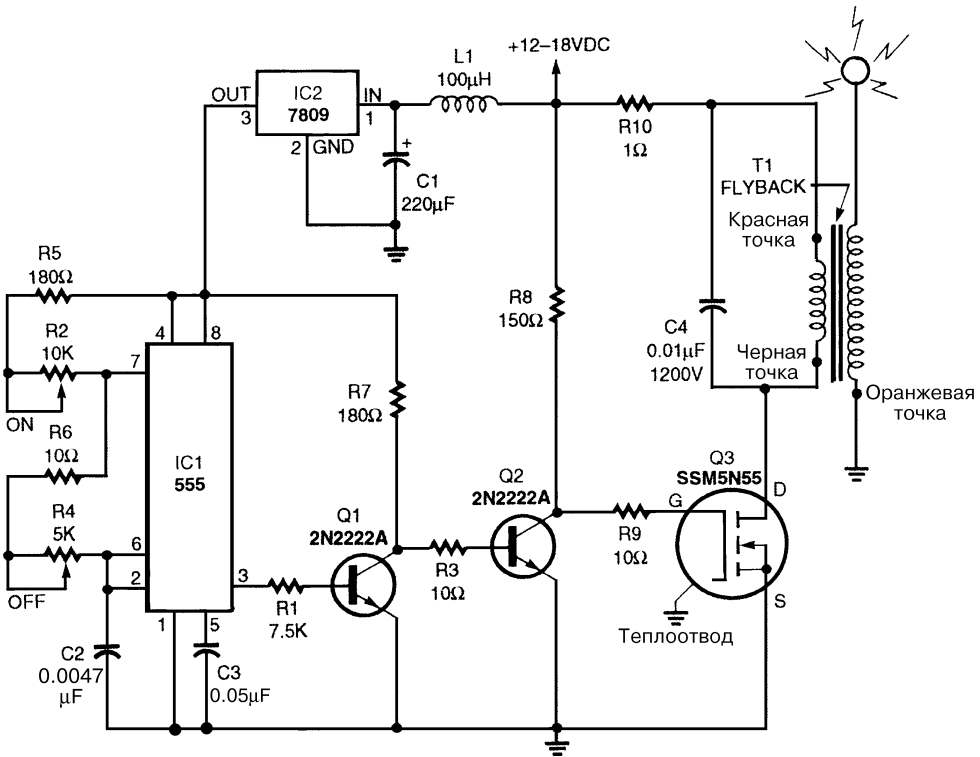 +12–18VDC
L1
100µH
OUT
IC2
IN
3
7809
1
2
GND
+
C1
220µF
R10
1Ω
T1
FLYBACK
Красная
точка
R5
180Ω
R8
150Ω
R2
10K
4
8
7
C4
0.01µF
1200V
Черная
точка
Оранжевая
точка
R7
180Ω
ON
R6
10Ω
IC1
555
R4
5K
Q1
2N2222A
Q2
2N2222A
Q3
SSM5N55
G
D
S
R9
10Ω
6
2
OFF
3
R1
7.5K
R3
10Ω
Теплоотвод
1
5
C2
0.0047
µF
C3
0.05µF